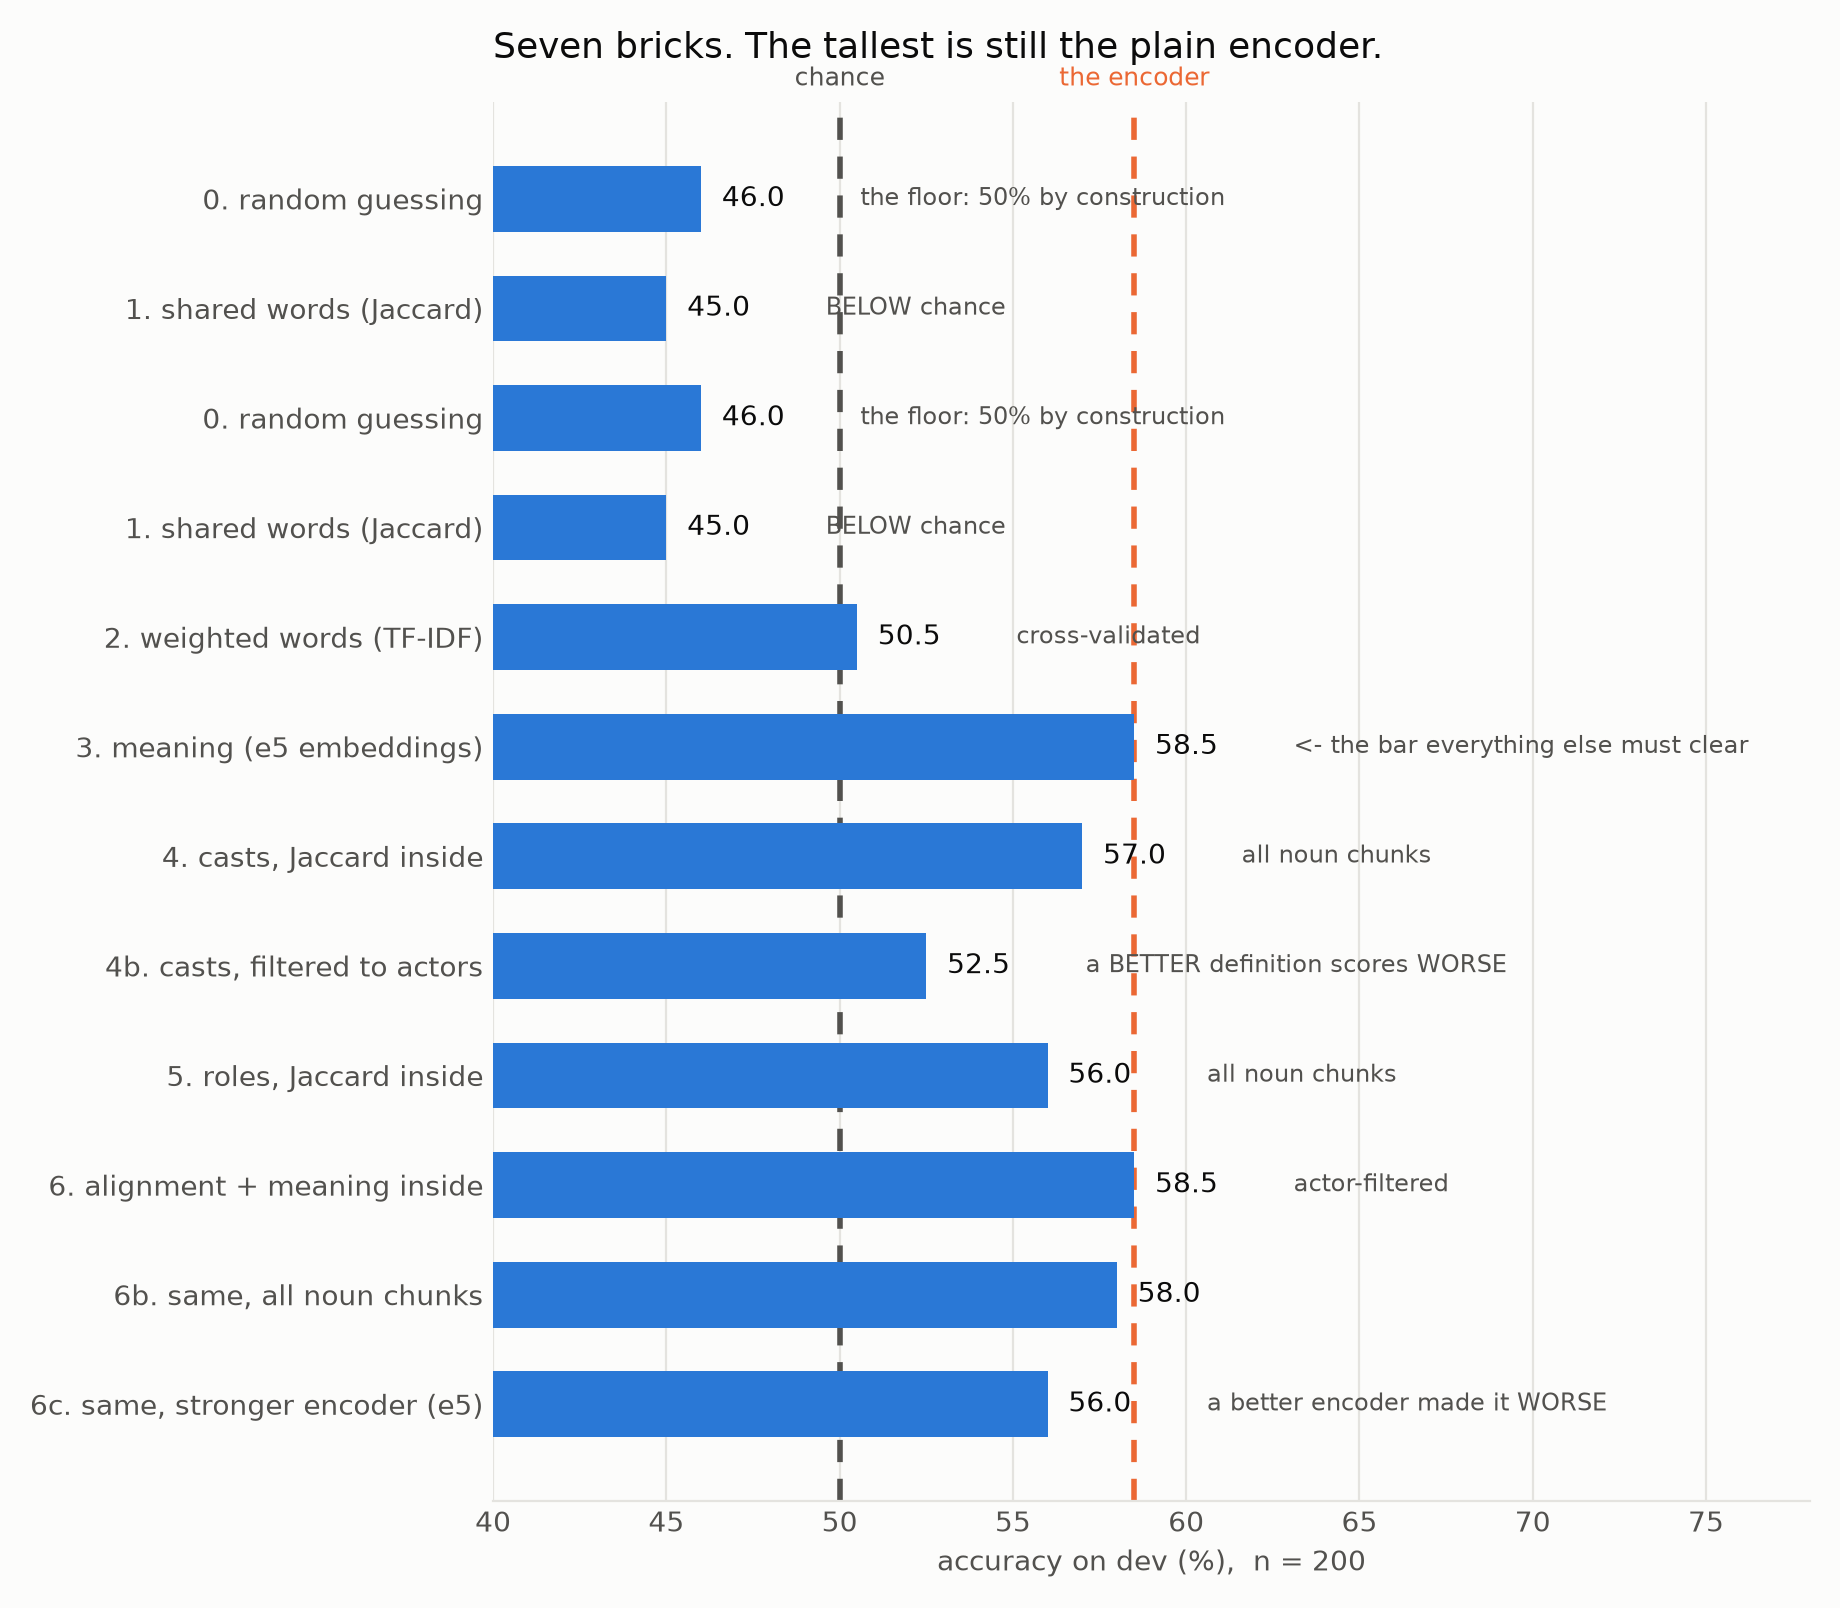 Seven bricks. The tallest is still the plain encoder.
chance the encoder
0. random guessing 46.0 the floor: 50% by construction
1. shared words (Jaccard) 45.0 BELOW chance
0. random guessing 46.0 the floor: 50% by construction
1. shared words (Jaccard) 45.0 BELOW chance
2. weighted words (TF-IDF) 50.5 cross-validated
3. meaning (e5 embeddings) 58.5 <- the bar everything else must clear
4. casts, Jaccard inside 57.0 all noun chunks
4b. casts, filtered to actors 52.5 a BETTER definition scores WORSE
5. roles, Jaccard inside 56.0 all noun chunks
6. alignment + meaning inside 58.5 actor-filtered
6b. same, all noun chunks 58.0
6c. same, stronger encoder (e5) 56.0 a better encoder made it WORSE
40 45 50 55 60 65 70 75
accuracy on dev (%), n = 200